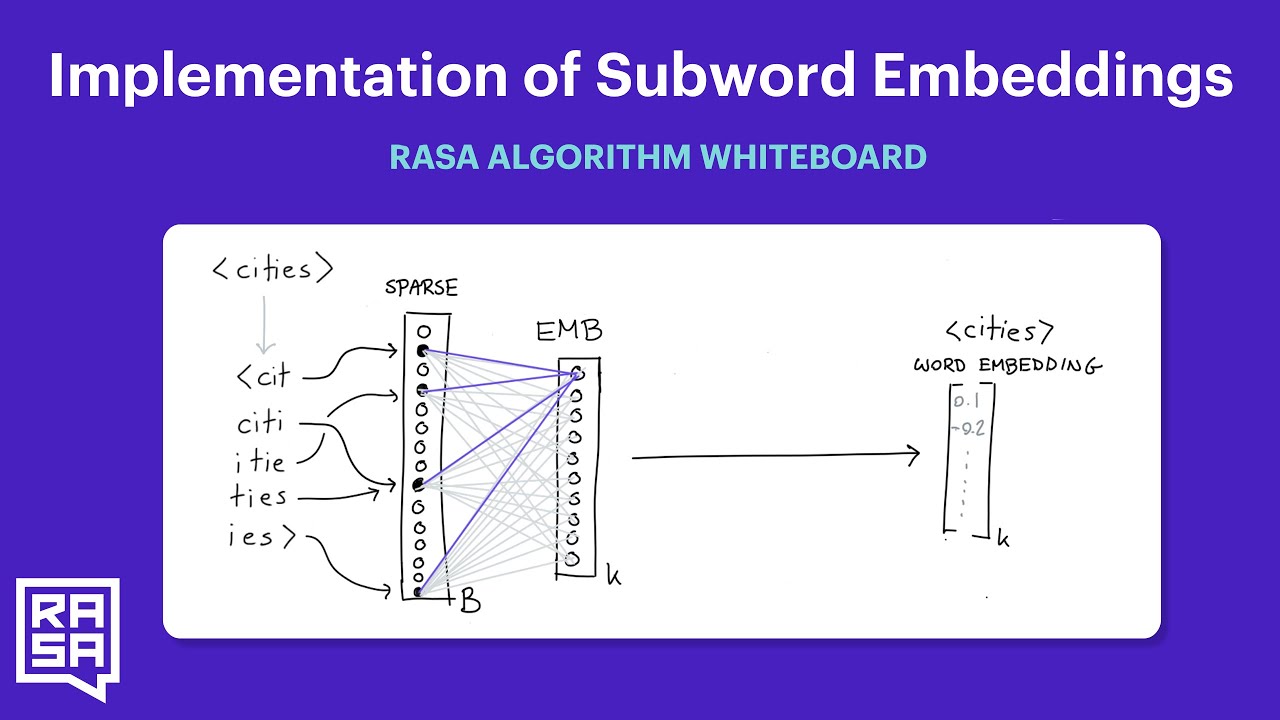 Implementation of Subword Embeddings
RASA ALGORITHM WHITEBOARD
<cities>
SPARSE
EMB
<cities>
WORD EMBEDDING
<cit
citi
itie
ties
ies>
0.1
-0.2
k
k
B
RA
SA